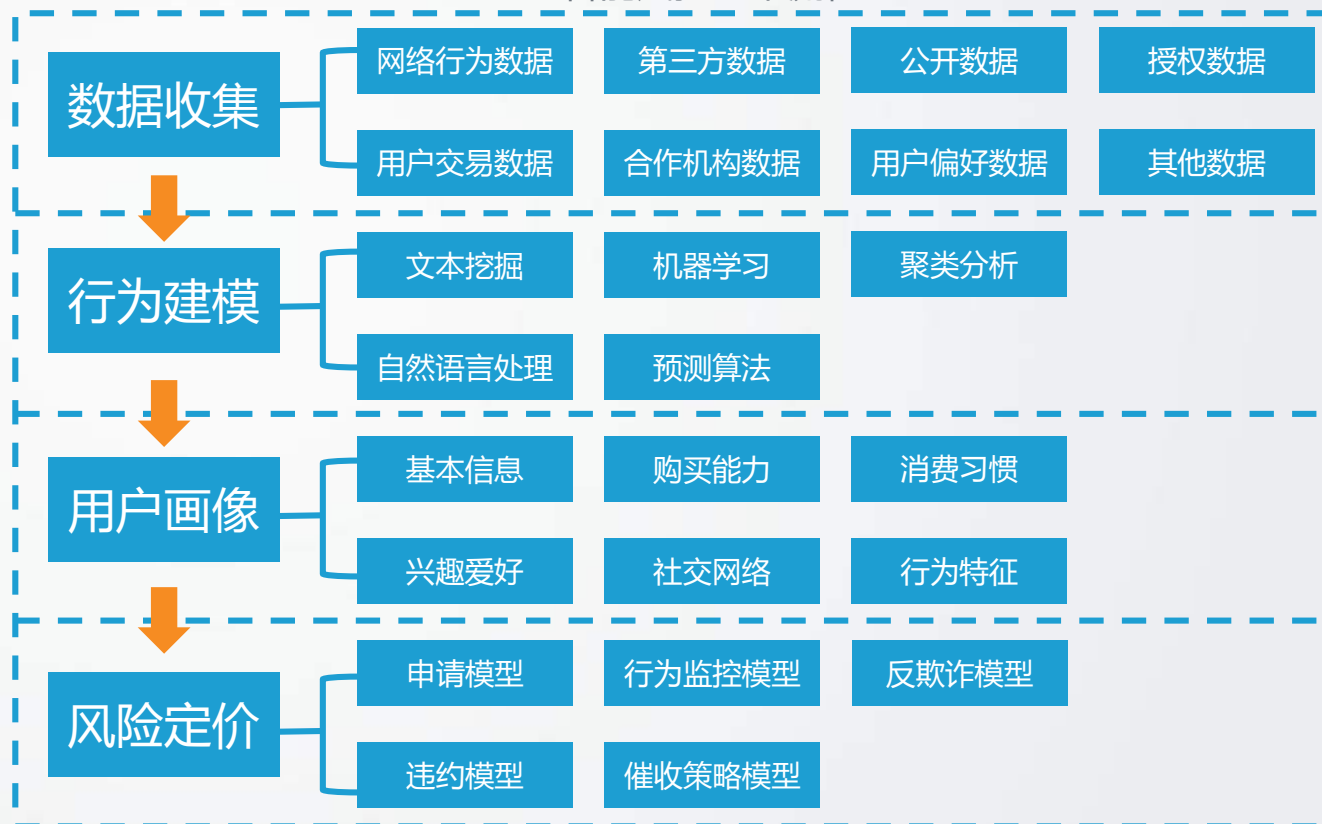 数据收集
网络行为数据
第三方数据
公开数据
授权数据
用户交易数据
合作机构数据
用户偏好数据
其他数据
行为建模
文本挖掘
机器学习
聚类分析
自然语言处理
预测算法
用户画像
基本信息
购买能力
消费习惯
兴趣爱好
社交网络
行为特征
风险定价
申请模型
行为监控模型
反欺诈模型
违约模型
催收策略模型